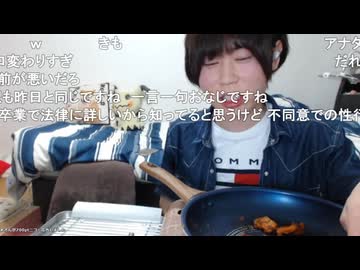 w きも アナタ
ロ変わりすぎ だれ
前が悪いだろ
も昨日と同じですね 一言一句おなじですね
卒業で法律に詳しいから知ってると思うけど 不同意での性行
TOMM